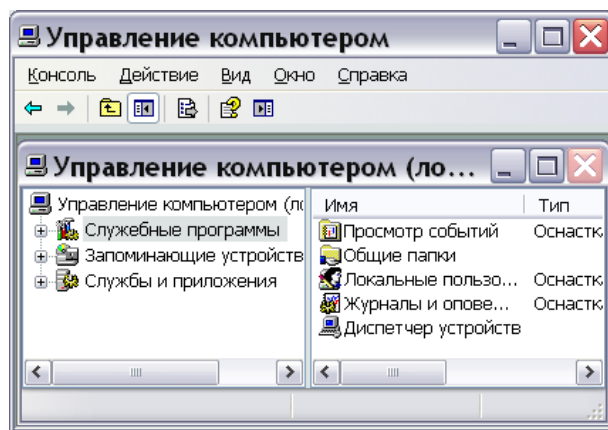 Управление компьютером
Консоль Действие Вид Окно Справка
Управление компьютером (ло...
Управление компьютером (ло
Служебные программы
Запоминающие устройств
Службы и приложения
Имя Тип
Просмотр событий Оснастк
Общие папки
Локальные пользо... Оснастк
Журналы и опове... Оснастк
Диспетчер устройств